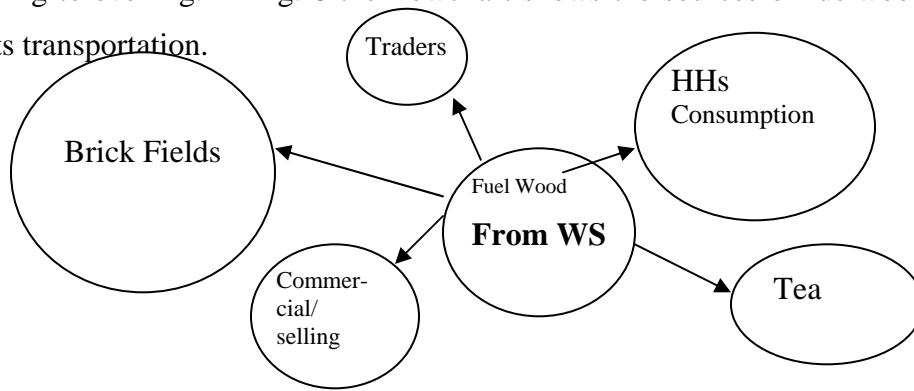 ts transportation.
Traders
HHs
Consumption
Brick Fields
Fuel Wood
From WS
Commer-
cial/
selling
Tea